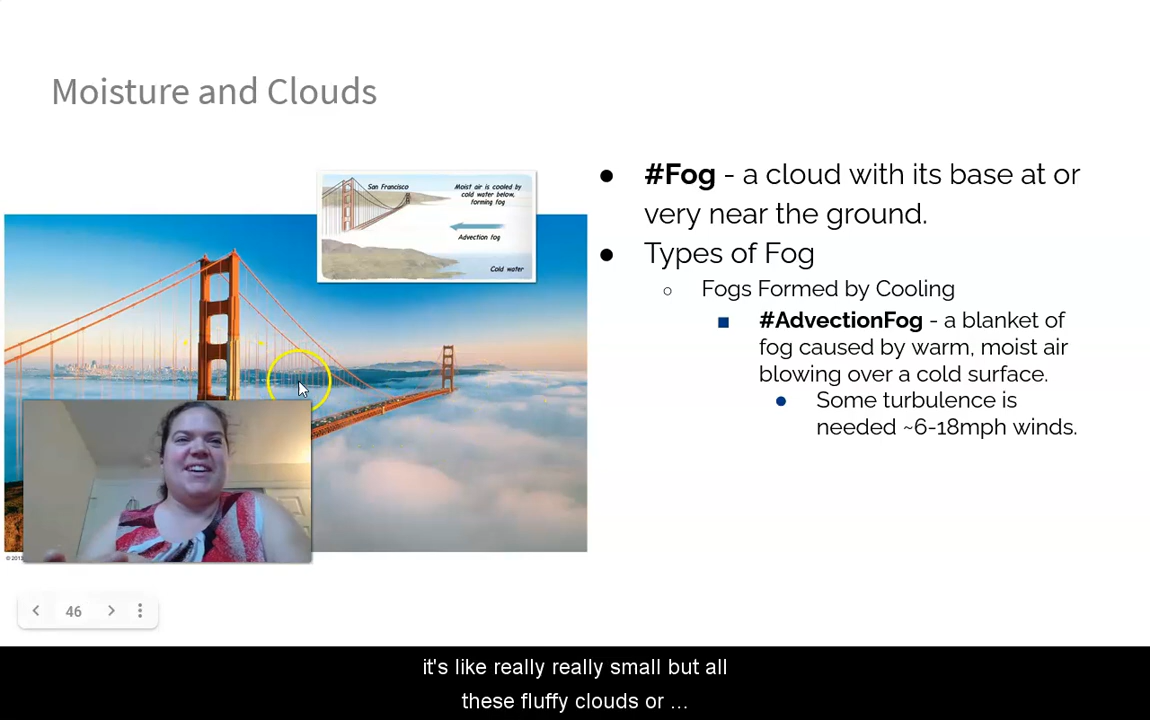 Moisture and Clouds
San Francisco
Moist air is cooled by
cold water below,
forming fog
Advection fog
Cold water
● #Fog - a cloud with its base at or
very near the ground.
● Types of Fog
○ Fogs Formed by Cooling
■ #AdvectionFog - a blanket of
fog caused by warm, moist air
blowing over a cold surface.
● Some turbulence is
needed ~6-18mph winds.
46
it's like really really small but all
these fluffy clouds or ...